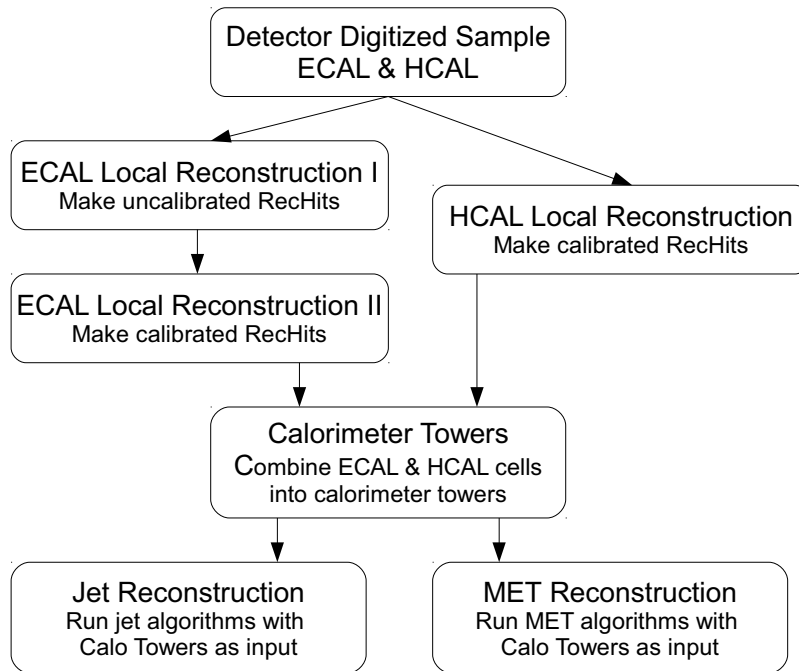 Detector Digitized Sample
ECAL & HCAL
ECAL Local Reconstruction I
Make uncalibrated RecHits
HCAL Local Reconstruction
Make calibrated RecHits
ECAL Local Reconstruction II
Make calibrated RecHits
Calorimeter Towers
Combine ECAL & HCAL cells
into calorimeter towers
Jet Reconstruction
Run jet algorithms with
Calo Towers as input
MET Reconstruction
Run MET algorithms with
Calo Towers as input